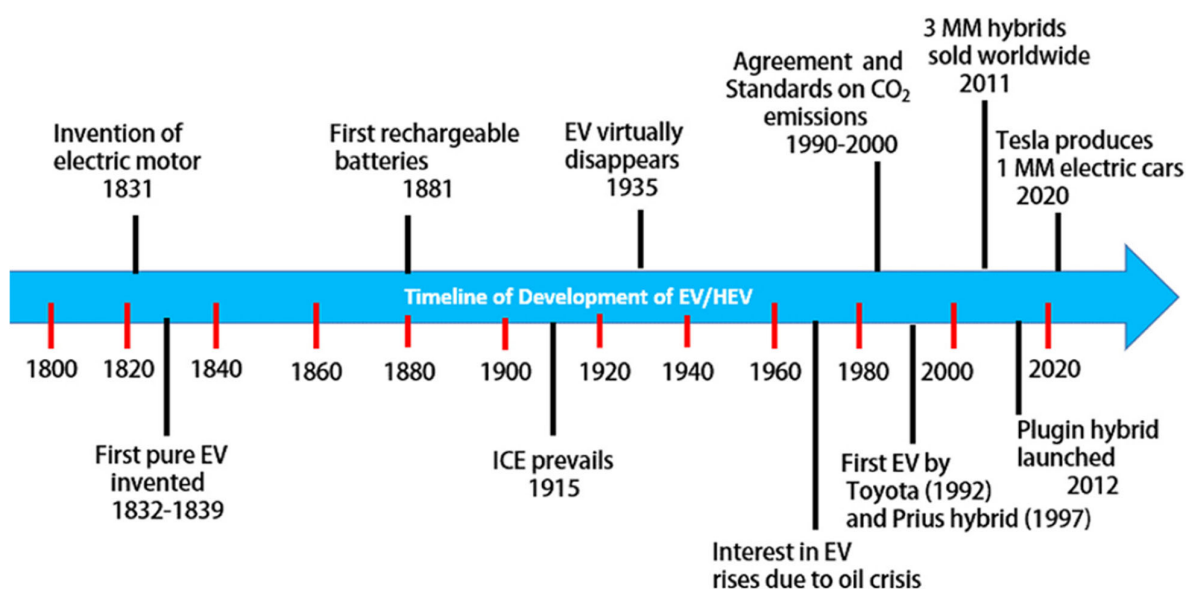 3 MM hybrids
sold worldwide
2011
Agreement and
Standards on CO₂
emissions
1990-2000
Invention of
electric motor
1831
First rechargeable
batteries
1881
EV virtually
disappears
1935
Tesla produces
1 MM electric cars
2020
Timeline of Development of EV/HEV
1800 1820 1840 1860 1880 1900 1920 1940 1960 1980 2000 2020
First pure EV
invented
1832-1839
ICE prevails
1915
Interest in EV
rises due to oil crisis
First EV by
Toyota (1992)
and Prius hybrid (1997)
Plugin hybrid
launched
2012